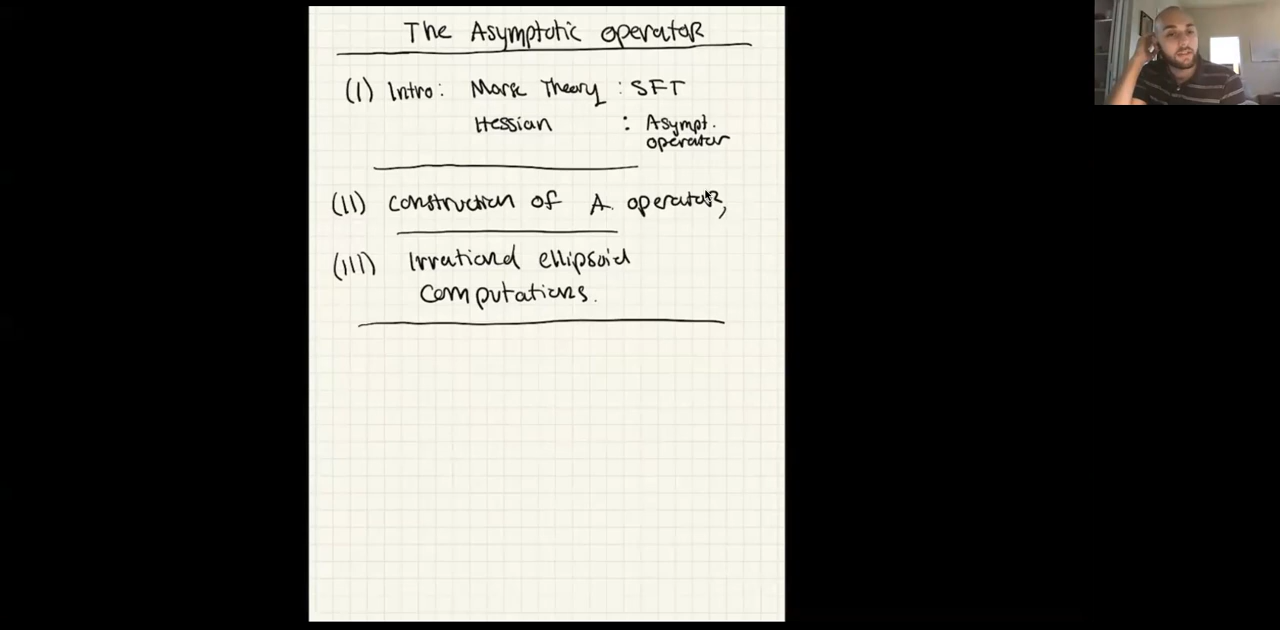 The Asymptotic operator
(I) Intro: Morse Theory : SFT
Hessian : Asympt.
operator
(II) Construction of A. operator,
(III) Irrational ellipsoid
Computations.